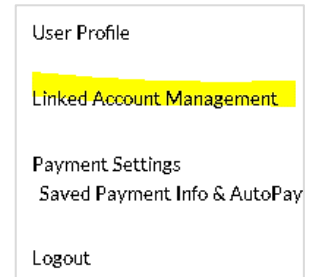 User Profile
Linked Account Management
Payment Settings
Saved Payment Info & AutoPay
Logout